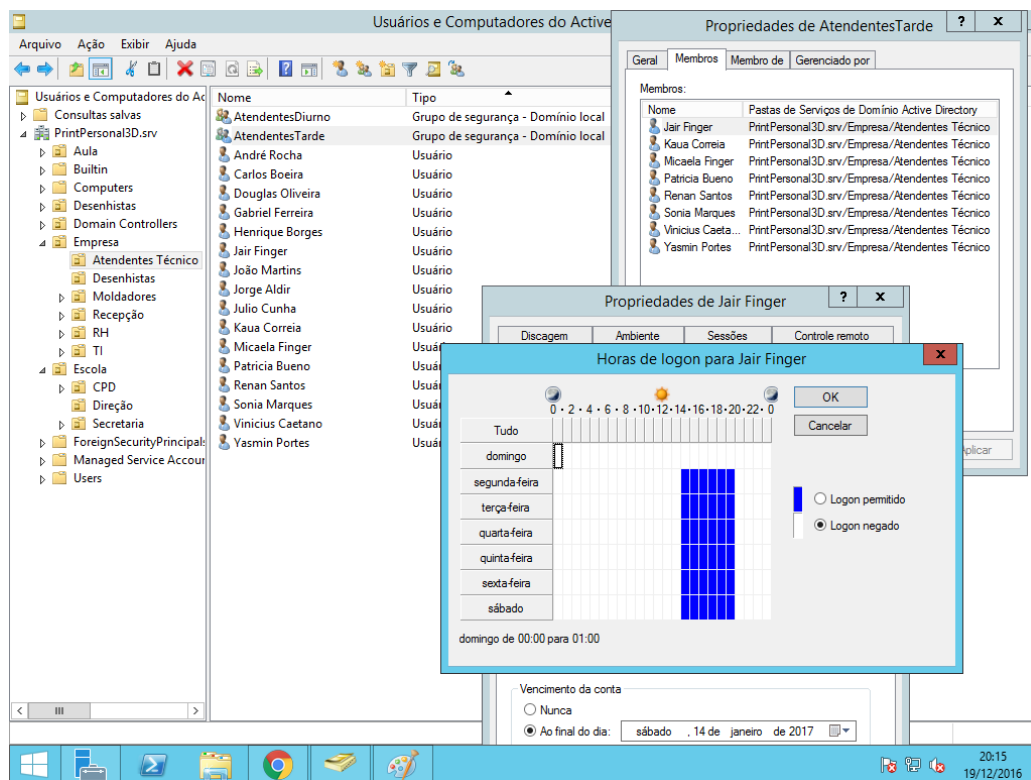 Usuários e Computadores do Active
Arquivo Ação Exibir Ajuda
Usuários e Computadores do Ac
Consultas salvas
PrintPersonal3D.srv
Aula
Builtin
Computers
Desenhistas
Domain Controllers
Empresa
Atendentes Técnico
Desenhistas
Moldadores
Recepção
RH
TI
Escola
CPD
Direção
Secretaria
ForeignSecurityPrincipals
Managed Service Accour
Users
Nome Tipo
AtendentesDiurno Grupo de segurança - Domínio local
AtendentesTarde Grupo de segurança - Domínio local
André Rocha Usuário
Carlos Boeira Usuário
Douglas Oliveira Usuário
Gabriel Ferreira Usuário
Henrique Borges Usuário
Jair Finger Usuário
João Martins Usuário
Jorge Aldir Usuário
Julio Cunha Usuário
Kaua Correia Usuário
Micaela Finger Usuá
Patricia Bueno Usuá
Renan Santos Usuá
Sonia Marques Usuá
Vinicius Caetano Usuá
Yasmin Portes Usuá
Propriedades de AtendentesTarde ? x
Geral Membros Membro de Gerenciado por
Membros:
Nome Pastas de Serviços de Domínio Active Directory
Jair Finger PrintPersonal3D.srv/Empresa/Atendentes Técnico
Kaua Correia PrintPersonal3D.srv/Empresa/Atendentes Técnico
Micaela Finger PrintPersonal3D.srv/Empresa/Atendentes Técnico
Patricia Bueno PrintPersonal3D.srv/Empresa/Atendentes Técnico
Renan Santos PrintPersonal3D.srv/Empresa/Atendentes Técnico
Sonia Marques PrintPersonal3D.srv/Empresa/Atendentes Técnico
Vinicius Caeta... PrintPersonal3D.srv/Empresa/Atendentes Técnico
Yasmin Portes PrintPersonal3D.srv/Empresa/Atendentes Técnico
Aplicar
Propriedades de Jair Finger ? x
Discagem Ambiente Sessões Controle remoto
Horas de logon para Jair Finger x
0 · 2 · 4 · 6 · 8 · 10 · 12 · 14 · 16 · 18 · 20 · 22 · 0
Tudo
domingo
segunda-feira
terça-feira
quarta-feira
quinta-feira
sexta-feira
sábado
OK
Cancelar
Logon permitido
Logon negado
domingo de 00:00 para 01:00
Vencimento da conta
Nunca
Ao final do dia: sábado , 14 de janeiro de 2017
20:15
19/12/2016